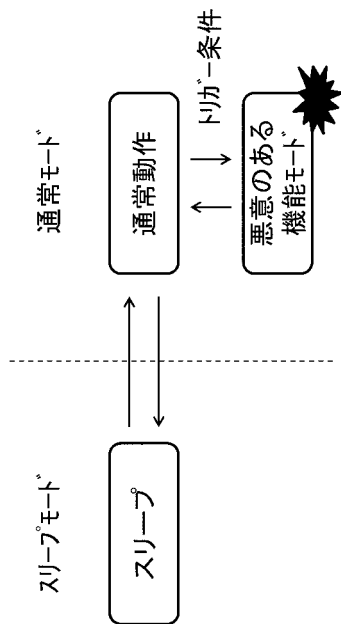 スリープモード
通常モード
スリープ
通常動作
トリガー条件
悪意のある
機能モード